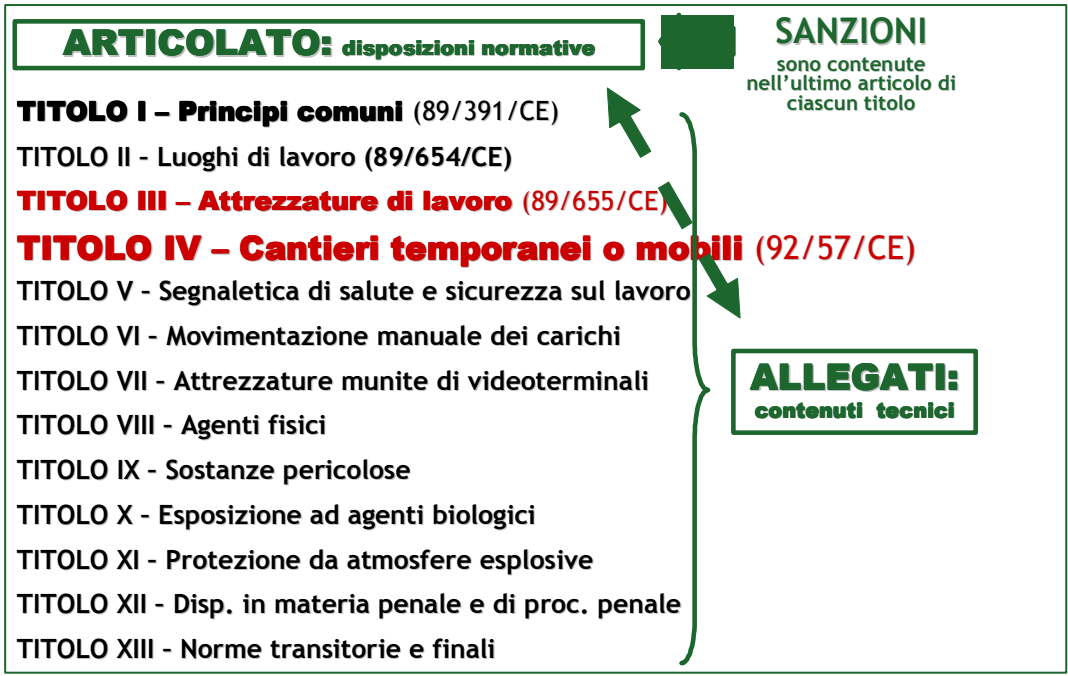 ARTICOLATO: disposizioni normative
SANZIONI
sono contenute
nell'ultimo articolo di
ciascun titolo
TITOLO I – Principi comuni (89/391/CE)
TITOLO II – Luoghi di lavoro (89/654/CE)
TITOLO III – Attrezzature di lavoro (89/655/CE)
TITOLO IV – Cantieri temporanei o mobili (92/57/CE)
TITOLO V – Segnaletica di salute e sicurezza sul lavoro
TITOLO VI – Movimentazione manuale dei carichi
TITOLO VII – Attrezzature munite di videoterminali
TITOLO VIII – Agenti fisici
TITOLO IX – Sostanze pericolose
TITOLO X – Esposizione ad agenti biologici
TITOLO XI – Protezione da atmosfere esplosive
TITOLO XII – Disp. in materia penale e di proc. penale
TITOLO XIII – Norme transitorie e finali
ALLEGATI:
contenuti tecnici